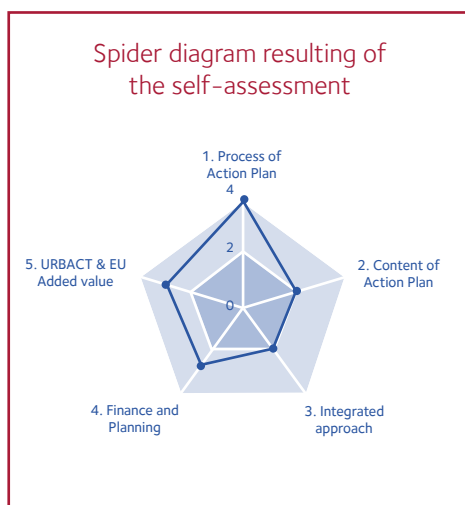 Spider diagram resulting of
the self-assessment
1. Process of
Action Plan
4
2
0
5. URBACT & EU
Added value
2. Content of
Action Plan
4. Finance and
Planning
3. Integrated
approach